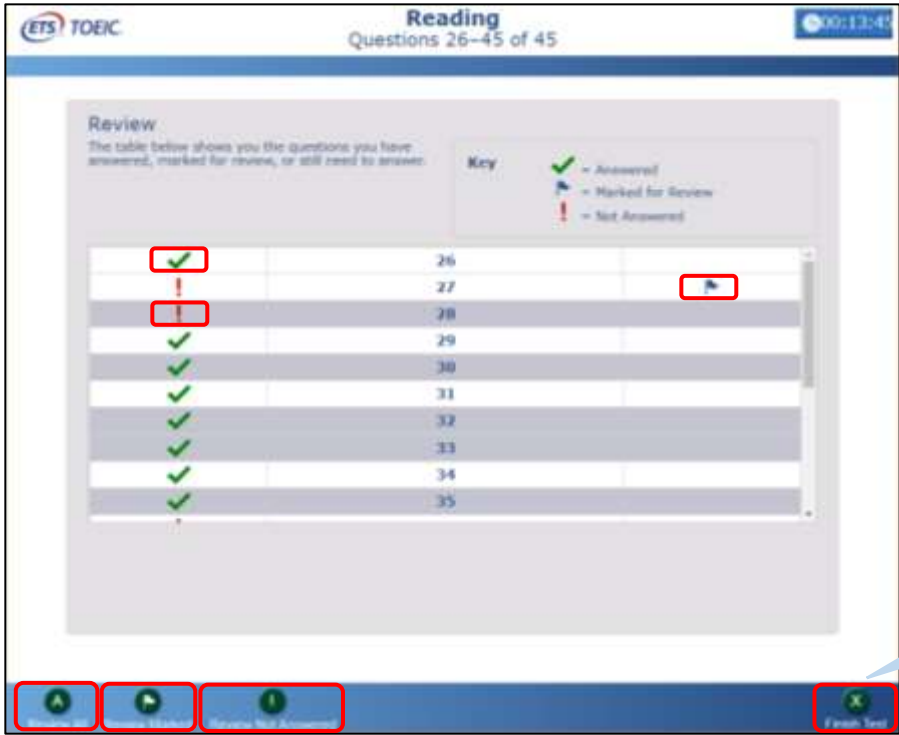 ETS TOEIC
Reading
Questions 26–45 of 45
00:13:45
Review
The table below shows you the questions you have
answered, marked for review, or still need to answer.
Key
= Answered
= Marked for Review
! = Not Answered
26
! 27
! 28
29
30
31
32
33
34
35
A
!
X
Review All
Review Marked
Review Not Answered
Finish Test